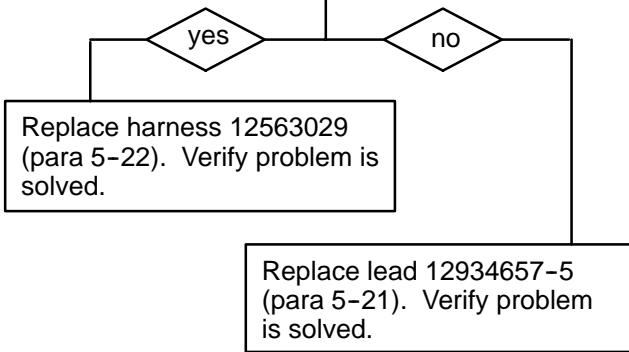 yes
no
Replace harness 12563029
(para 5-22). Verify problem is
solved.
Replace lead 12934657-5
(para 5-21). Verify problem
is solved.